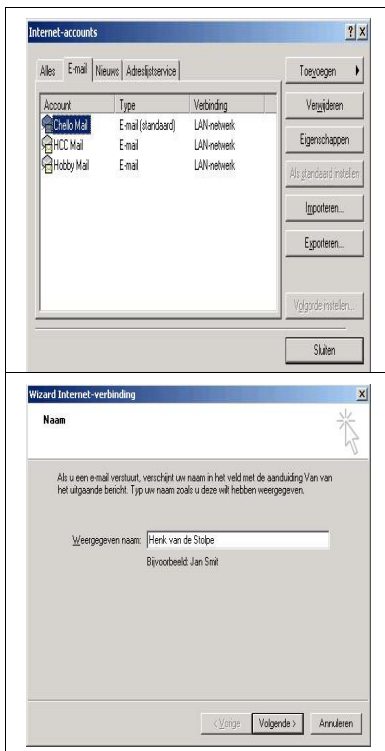 Internet-accounts
Alles E-mail Nieuws Adreslijstservice
Toevoegen
Account Type Verbinding
Verwijderen
Chello Mail E-mail (standaard) LAN-netwerk
HCC Mail E-mail LAN-netwerk
Eigenschappen
Hobby Mail E-mail LAN-netwerk
Als standaard instellen
Importeren...
Exporteren...
Volgorde instellen...
Sluiten
Wizard Internet-verbinding
Naam
Als u een e-mail verstuurt, verschijnt uw naam in het veld met de aanduiding Van van
het uitgaande bericht. Typ uw naam zoals u deze wilt hebben weergegeven.
Weergegeven naam: Henk van de Stolpe
Bijvoorbeeld: Jan Smit
< Vorige Volgende > Annuleren